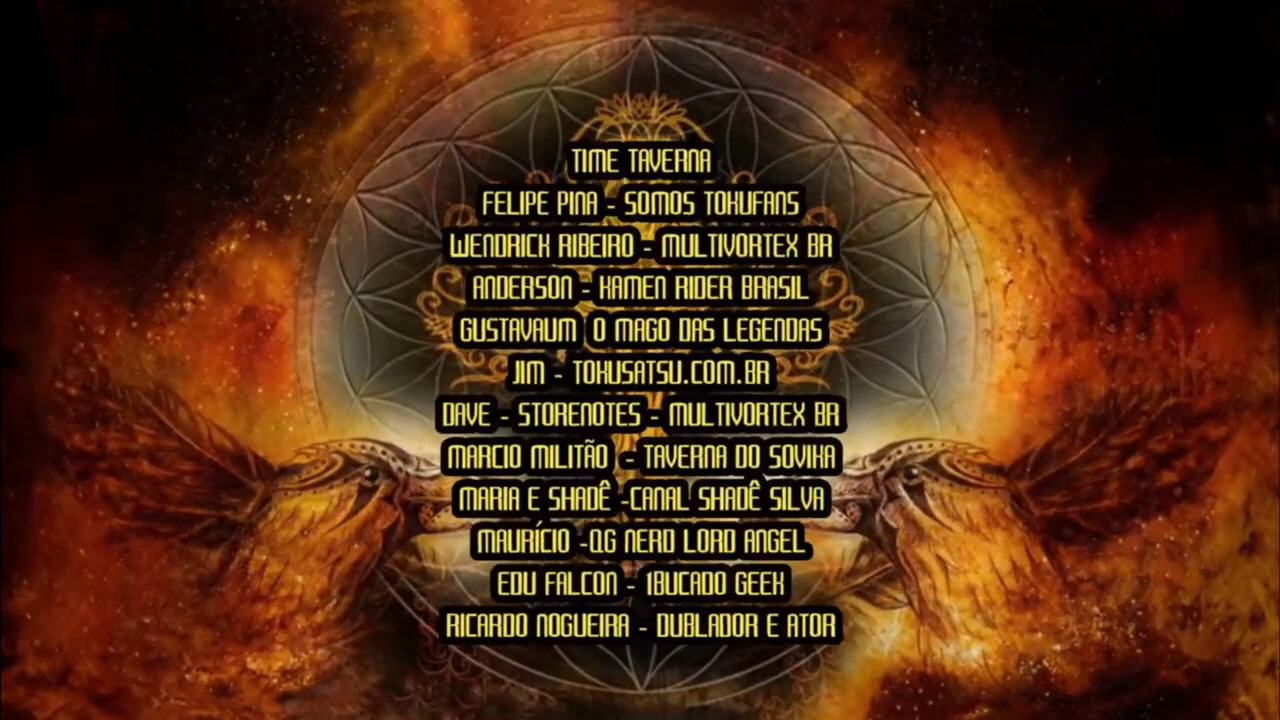 TIME TAVERNA
FELIPE PINA - SOMOS TOKUFANS
WENDRICK RIBEIRO - MULTIVORTEX BR
ANDERSON - KAMEN RIDER BRASIL
GUSTAVAUM O MAGO DAS LEGENDAS
JIM - TOKUSATSU.COM.BR
DAVE - STORENOTES - MULTIVORTEX BR
MARCIO MILITÃO - TAVERNA DO SOVIKA
MARIA E SHADÊ -CANAL SHADÊ SILVA
MAURÍCIO -QG NERD LORD ANGEL
EDU FALCON - 1BUCADO GEEK
RICARDO NOGUEIRA - DUBLADOR E ATOR